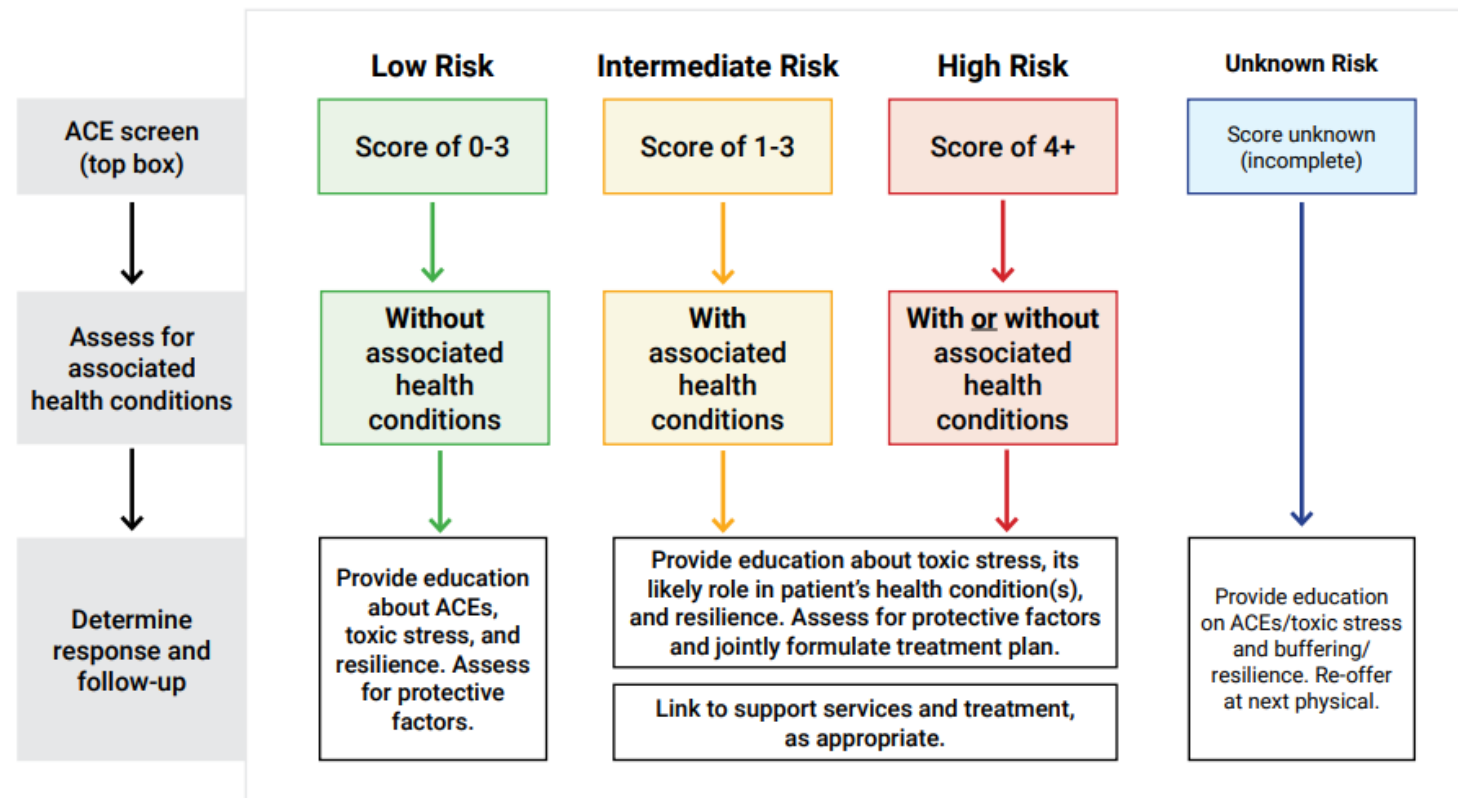 Low Risk
Intermediate Risk
High Risk
Unknown Risk
ACE screen
(top box)
Score of 0-3
Score of 1-3
Score of 4+
Score unknown
(incomplete)
Assess for
associated
health conditions
Without
associated
health
conditions
With
associated
health
conditions
With or without
associated
health
conditions
Determine
response and
follow-up
Provide education
about ACEs,
toxic stress, and
resilience. Assess
for protective
factors.
Provide education about toxic stress, its
likely role in patient’s health condition(s),
and resilience. Assess for protective factors
and jointly formulate treatment plan.
Link to support services and treatment,
as appropriate.
Provide education
on ACEs/toxic stress
and buffering/
resilience. Re-offer
at next physical.